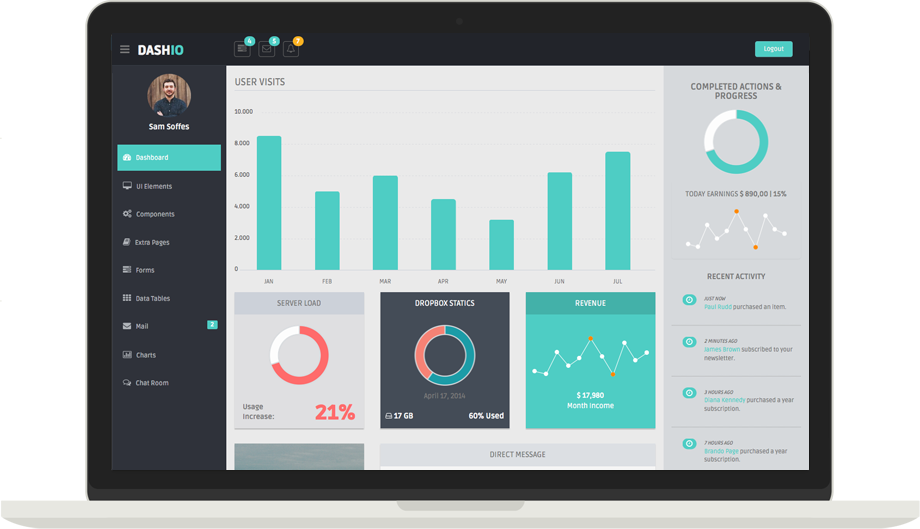 DASHIO
4
5
7
Logout
Sam Soffes
Dashboard
UI Elements
Components
Extra Pages
Forms
Data Tables
Mail
2
Charts
Chat Room
USER VISITS
10.000
8.000
6.000
4.000
2.000
0
JAN
FEB
MAR
APR
MAY
JUN
JUL
SERVER LOAD
Usage
Increase:
21%
DROPBOX STATICS
April 17, 2014
17 GB
60% Used
REVENUE
$ 17,980
Month Income
DIRECT MESSAGE
COMPLETED ACTIONS &
PROGRESS
TODAY EARNINGS $ 890,00 | 15%
RECENT ACTIVITY
JUST NOW
Paul Rudd purchased an item.
2 MINUTES AGO
James Brown subscribed to your
newsletter.
3 HOURS AGO
Diana Kennedy purchased a year
subscription.
7 HOURS AGO
Brando Page purchased a year
subscription.